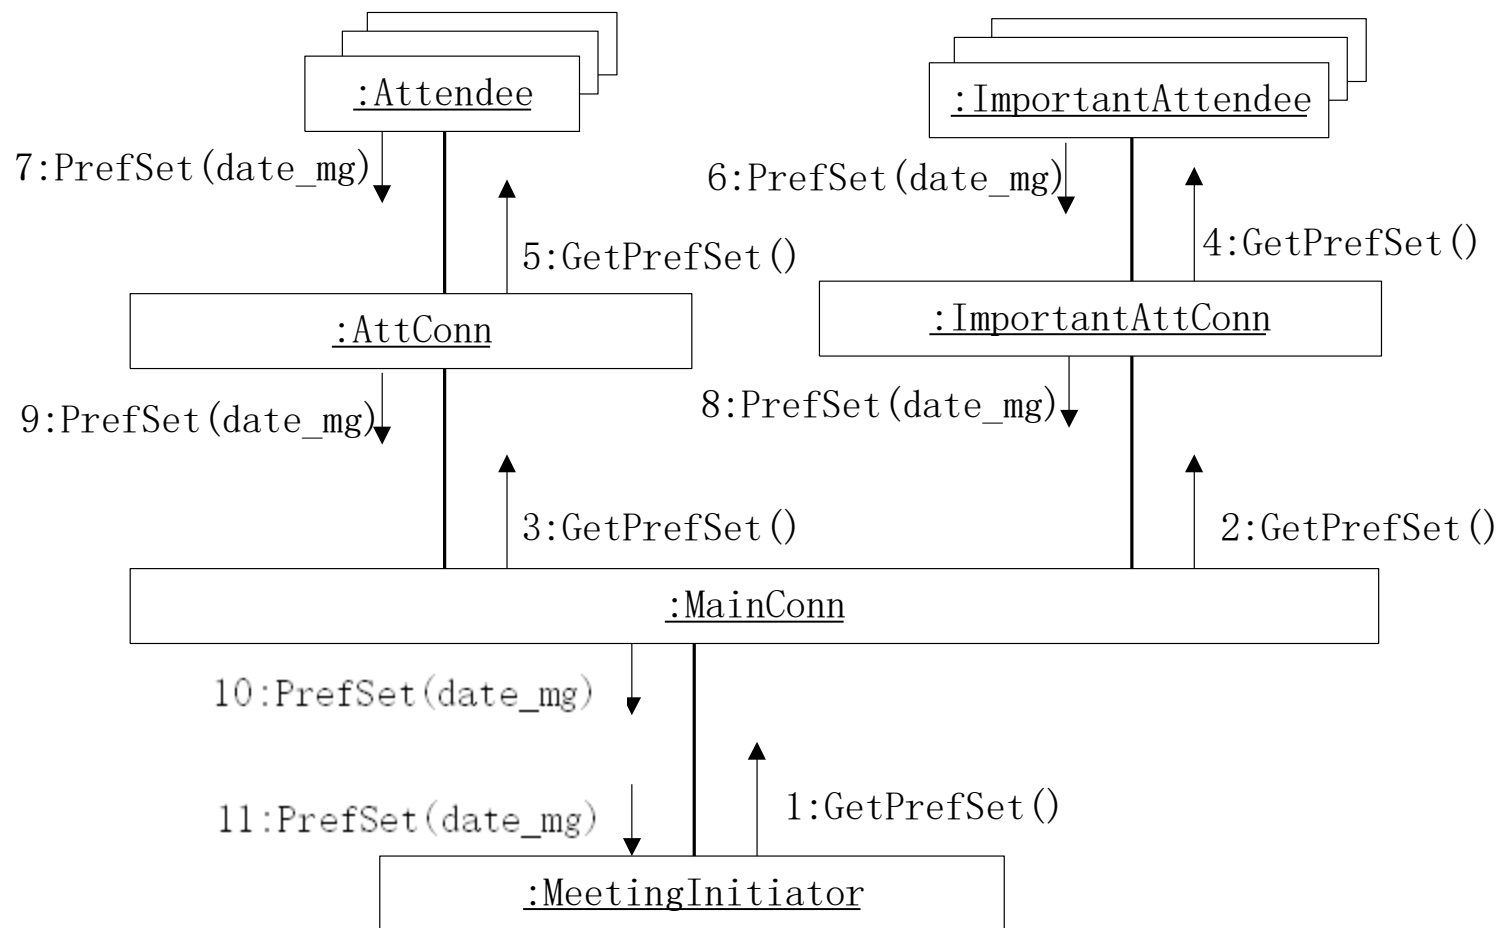 :Attendee
:ImportantAttendee
7:PrefSet(date_mg)
6:PrefSet(date_mg)
5:GetPrefSet()
4:GetPrefSet()
:AttConn
:ImportantAttConn
9:PrefSet(date_mg)
8:PrefSet(date_mg)
3:GetPrefSet()
2:GetPrefSet()
:MainConn
10:PrefSet(date_mg)
11:PrefSet(date_mg)
1:GetPrefSet()
:MeetingInitiator